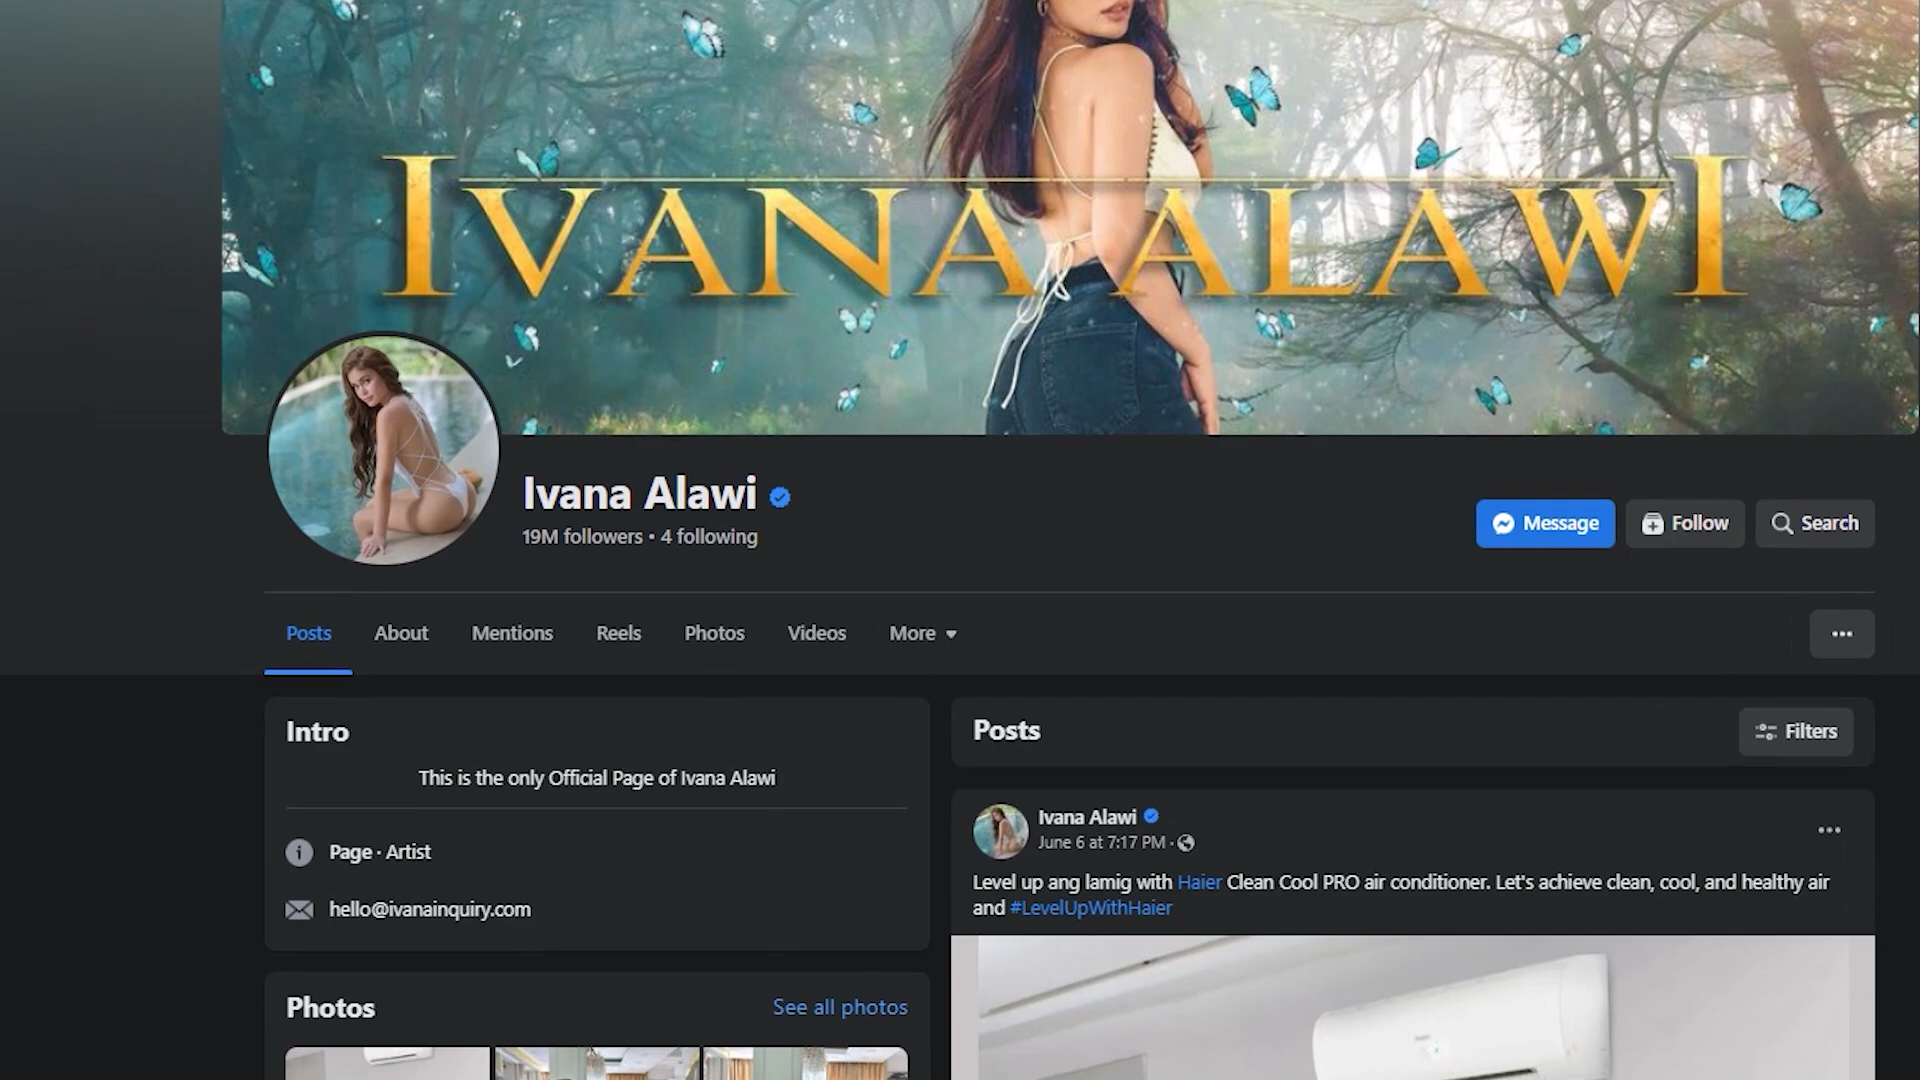 IVANA ALAWI
Ivana Alawi
19M followers • 4 following
Message
Follow
Search
Posts
About
Mentions
Reels
Photos
Videos
More
Intro
This is the only Official Page of Ivana Alawi
Page · Artist
hello@ivanainquiry.com
Photos
See all photos
Posts
Filters
Ivana Alawi
June 6 at 7:17 PM ·
Level up ang lamig with Haier Clean Cool PRO air conditioner. Let's achieve clean, cool, and healthy air
and #LevelUpWithHaier